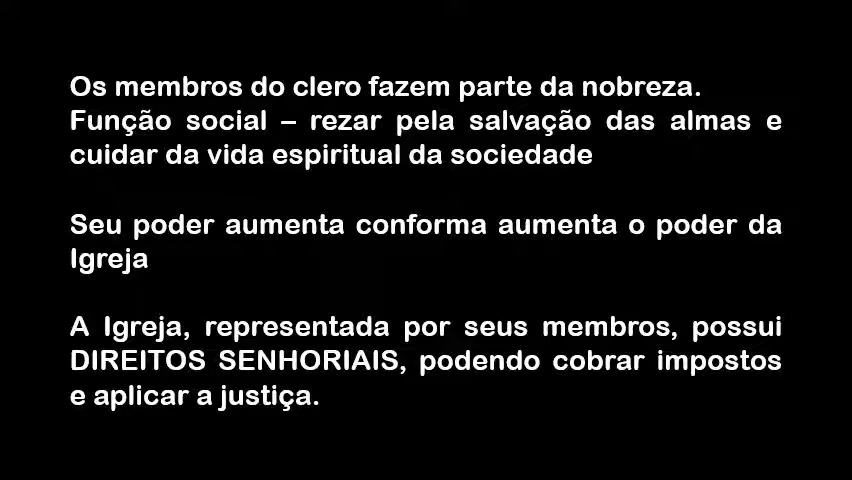 Os membros do clero fazem parte da nobreza.
Função social – rezar pela salvação das almas e
cuidar da vida espiritual da sociedade
Seu poder aumenta conforma aumenta o poder da
Igreja
A Igreja, representada por seus membros, possui
DIREITOS SENHORIAIS, podendo cobrar impostos
e aplicar a justiça.